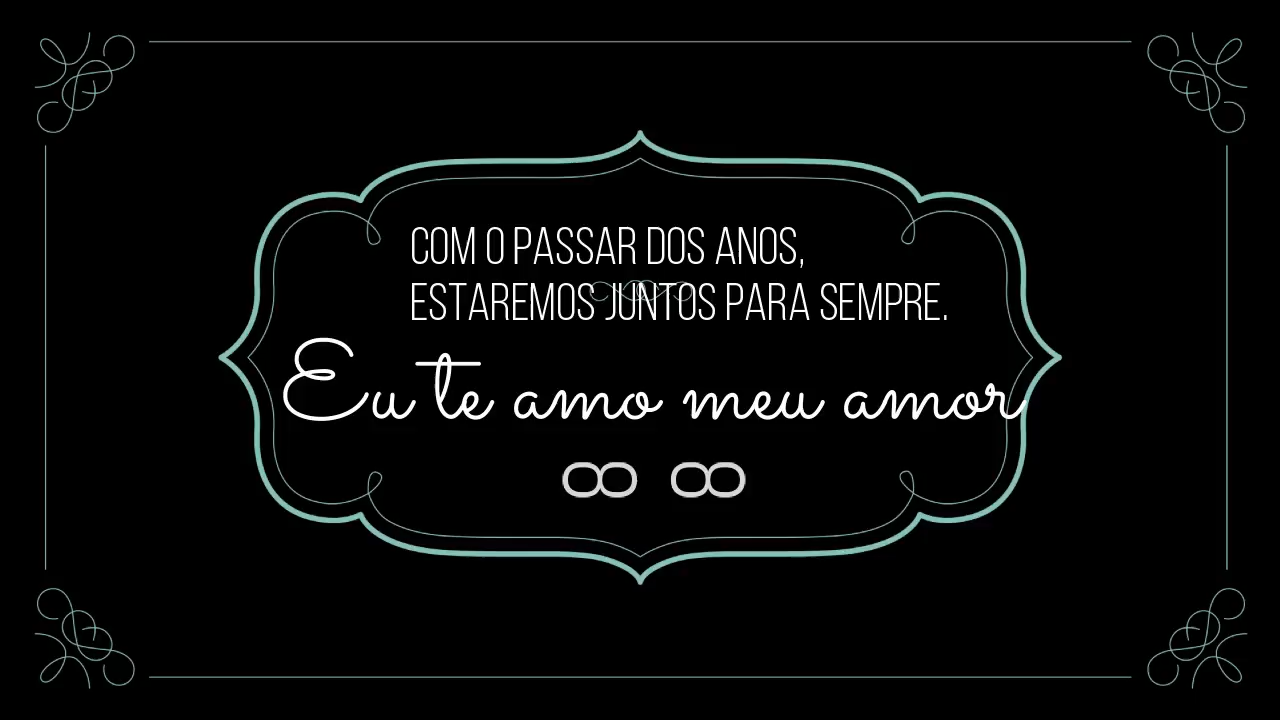 COM O PASSAR DOS ANOS,
ESTAREMOS JUNTOS PARA SEMPRE.
Eu te amo meu amor
∞ ∞